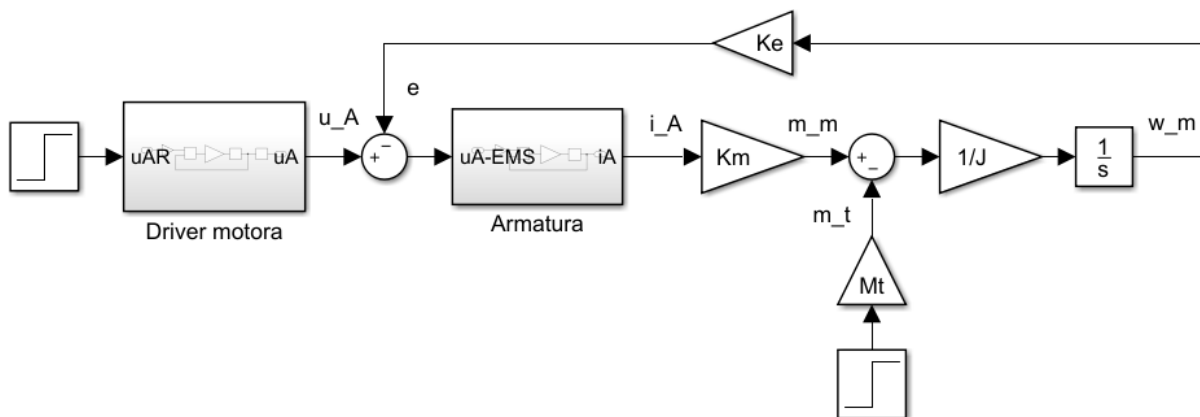 Ke
e
u_A
i_A
m_m
w_m
uAR
uA
+
−
uA-EMS
iA
Km
+
−
1/J
1
s
Driver motora
Armatura
m_t
Mt